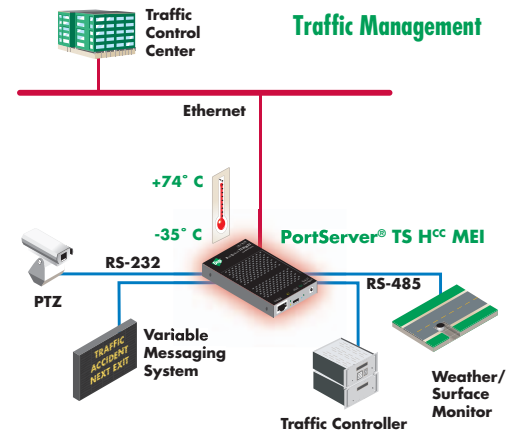 Traffic
Control
Center
Traffic Management
Ethernet
+74° C
-35° C
PortServer® TS Hcc MEI
RS-232
RS-485
PTZ
TRAFFIC
ACCIDENT
NEXT EXIT
Variable
Messaging
System
Traffic Controller
Weather/
Surface
Monitor